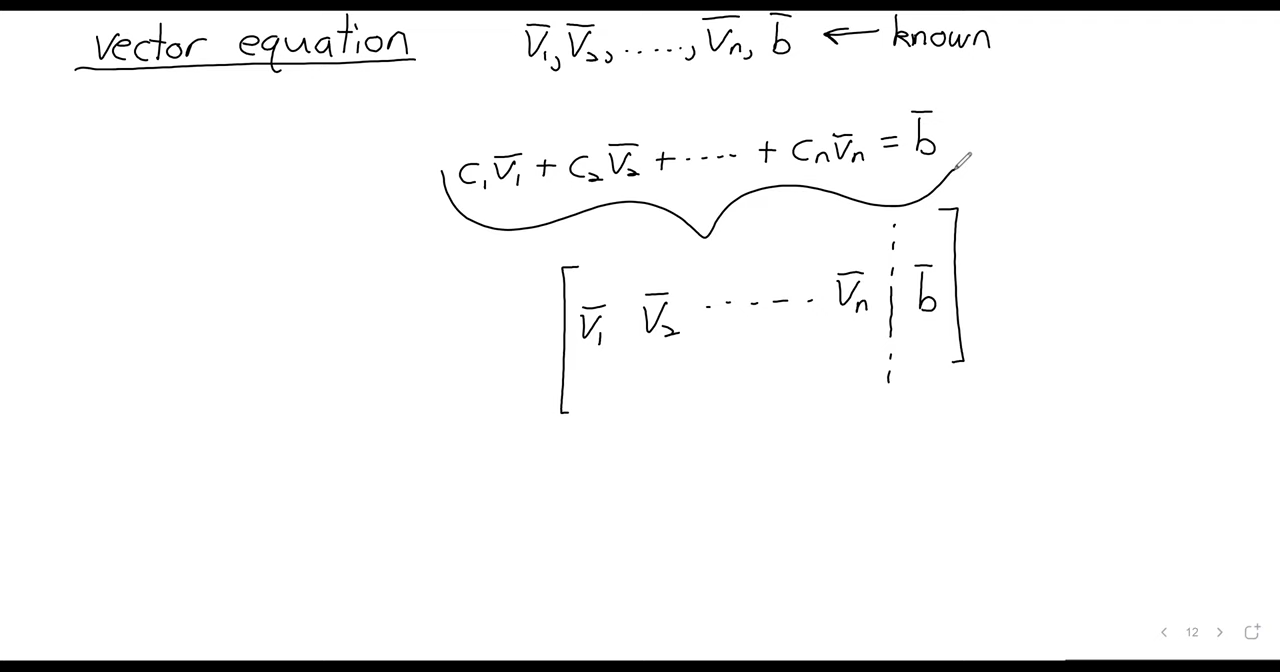 vector equation   v̄₁, v̄₂, ....., v̄ₙ, b̄ ← known
c₁v̄₁ + c₂v̄₂ + ····· + cₙv̄ₙ = b̄
[ v̄₁  v̄₂  ······  v̄ₙ ¦ b̄ ]
< 12 >